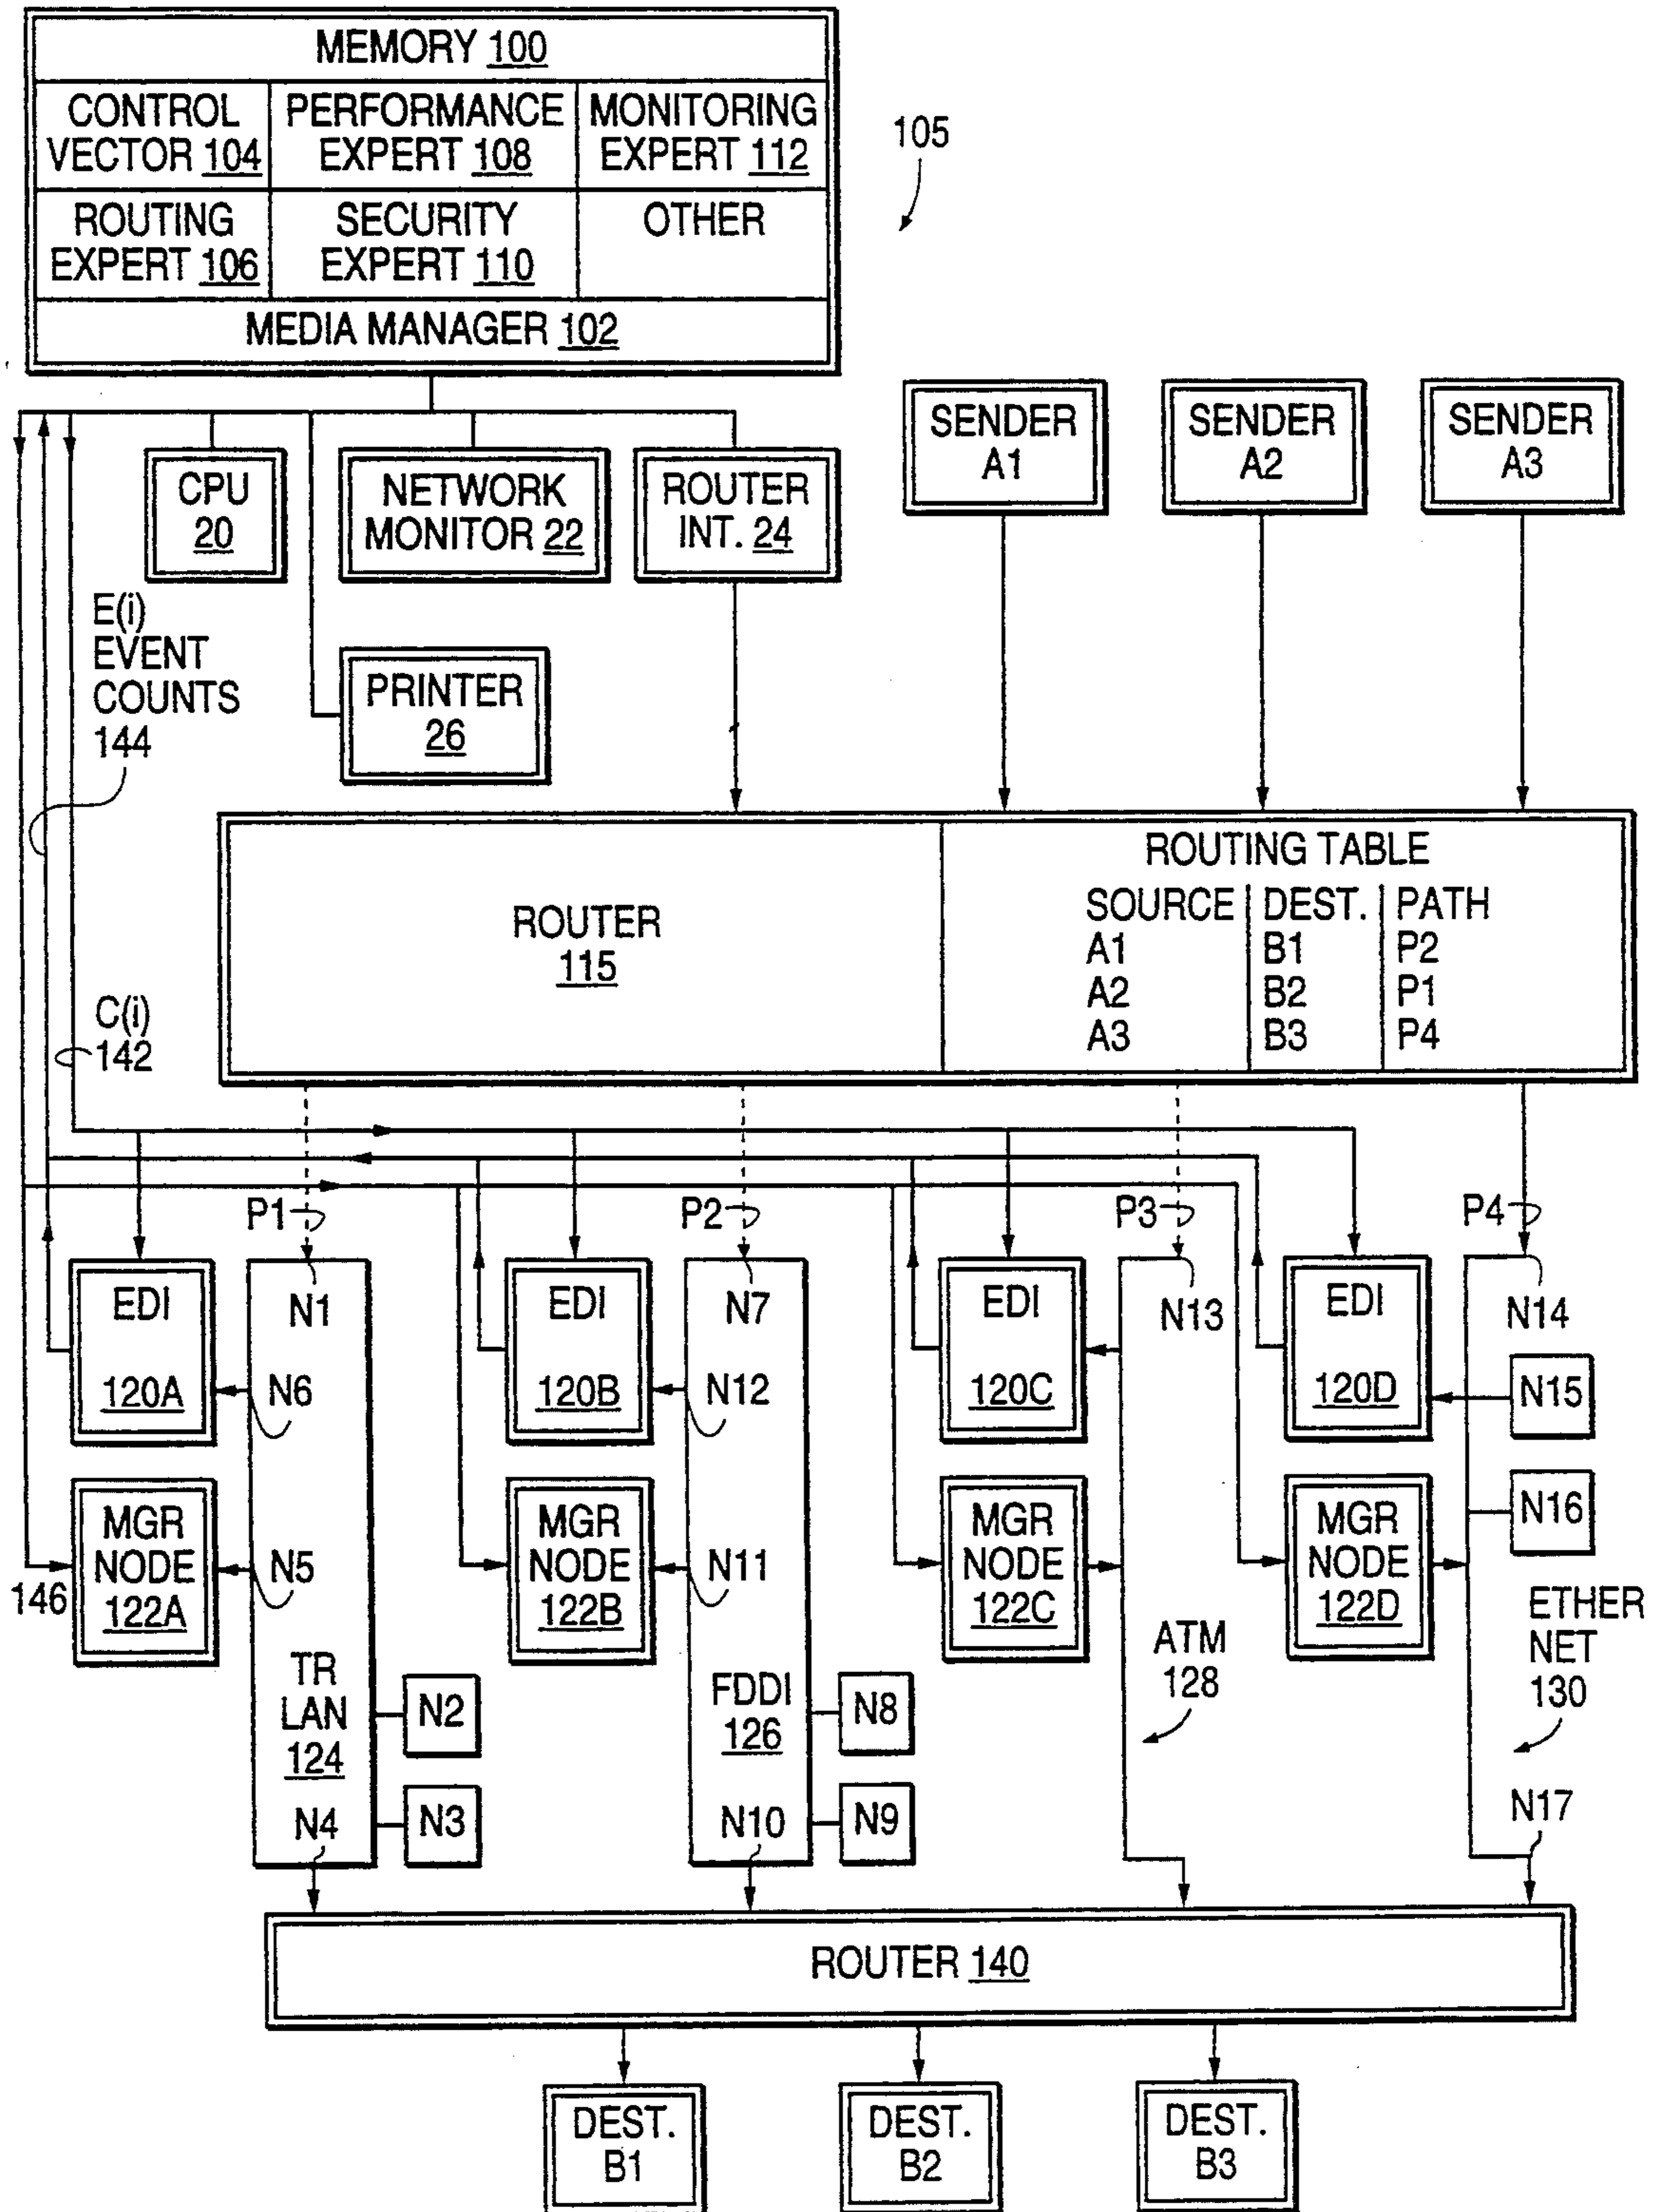 MEMORY 100
CONTROL
VECTOR 104
PERFORMANCE
EXPERT 108
MONITORING
EXPERT 112
ROUTING
EXPERT 106
SECURITY
EXPERT 110
OTHER
MEDIA MANAGER 102
105
SENDER
A1
SENDER
A2
SENDER
A3
CPU
20
NETWORK
MONITOR 22
ROUTER
INT. 24
E(i)
EVENT
COUNTS
144
PRINTER
26
ROUTER
115
ROUTING TABLE
SOURCE DEST. PATH
A1 B1 P2
A2 B2 P1
A3 B3 P4
C(i)
142
P1
P2
P3
P4
EDI
120A
N1
N6
EDI
120B
N7
N12
EDI
120C
N13
EDI
120D
N14
N15
N16
146
MGR
NODE
122A
N5
MGR
NODE
122B
N11
MGR
NODE
122C
MGR
NODE
122D
TR
LAN
124
N2
N3
N4
FDDI
126
N8
N9
N10
ATM
128
ETHER
NET
130
N17
ROUTER 140
DEST.
B1
DEST.
B2
DEST.
B3